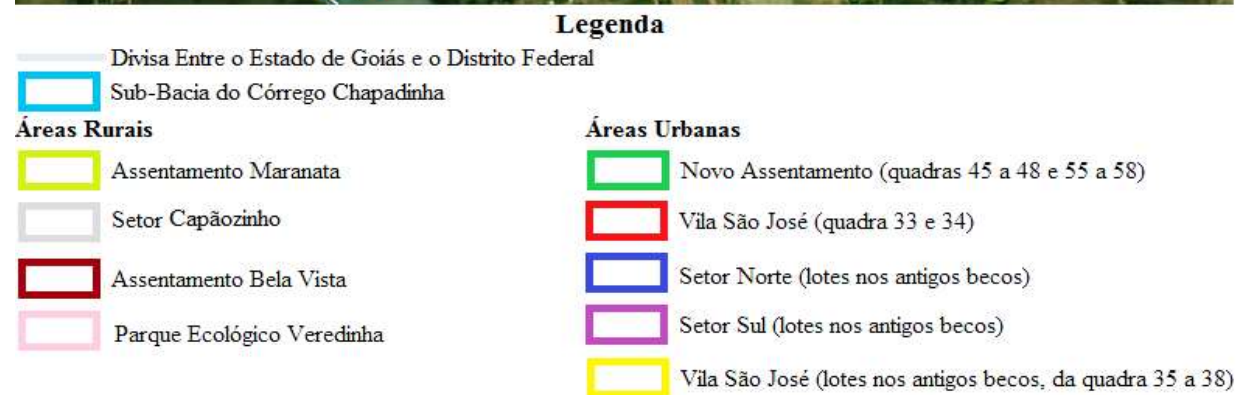 Legenda
Divisa Entre o Estado de Goiás e o Distrito Federal
Sub-Bacia do Córrego Chapadinha
Áreas Rurais
Assentamento Maranata
Setor Capãozinho
Assentamento Bela Vista
Parque Ecológico Veredinha
Áreas Urbanas
Novo Assentamento (quadras 45 a 48 e 55 a 58)
Vila São José (quadra 33 e 34)
Setor Norte (lotes nos antigos becos)
Setor Sul (lotes nos antigos becos)
Vila São José (lotes nos antigos becos, da quadra 35 a 38)